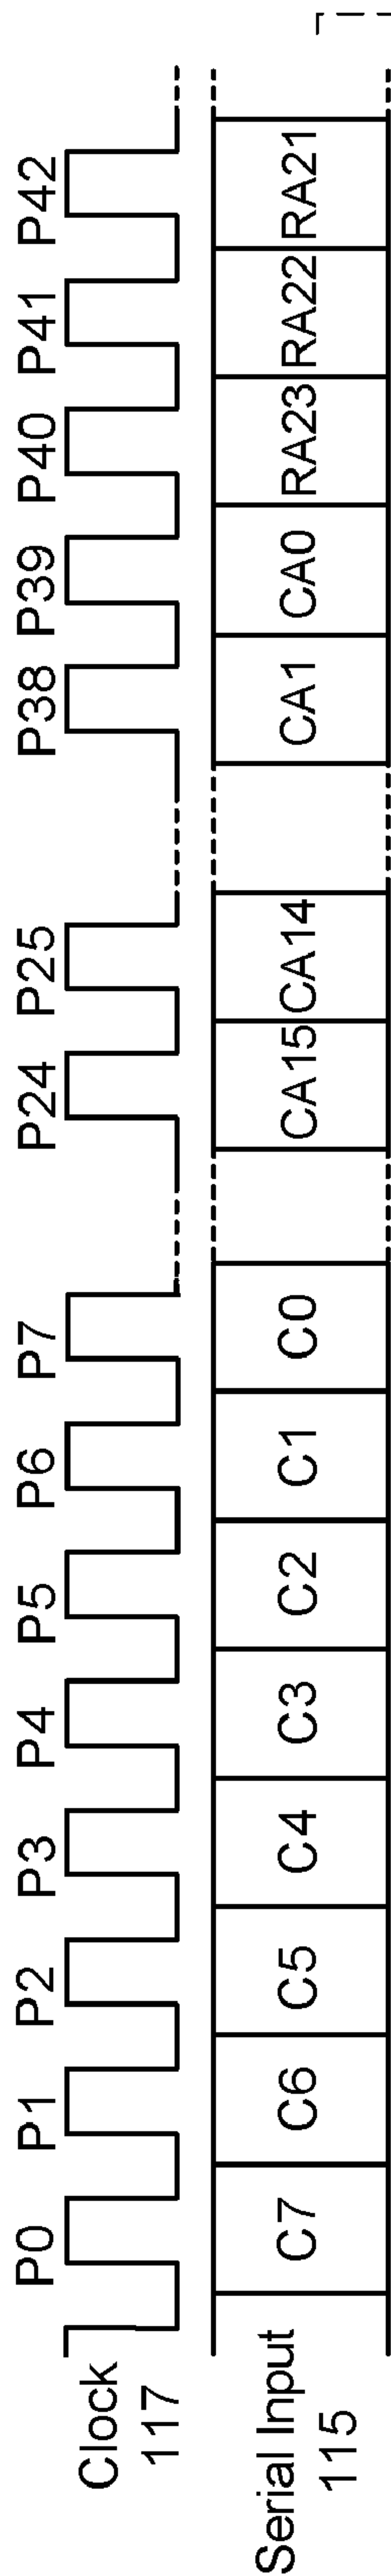 P0 P1 P2 P3 P4 P5 P6 P7 P24 P25 P38 P39 P40 P41 P42
Clock
117
Serial Input
115
C7 C6 C5 C4 C3 C2 C1 C0 CA15 CA14 CA1 CA0 RA23 RA22 RA21